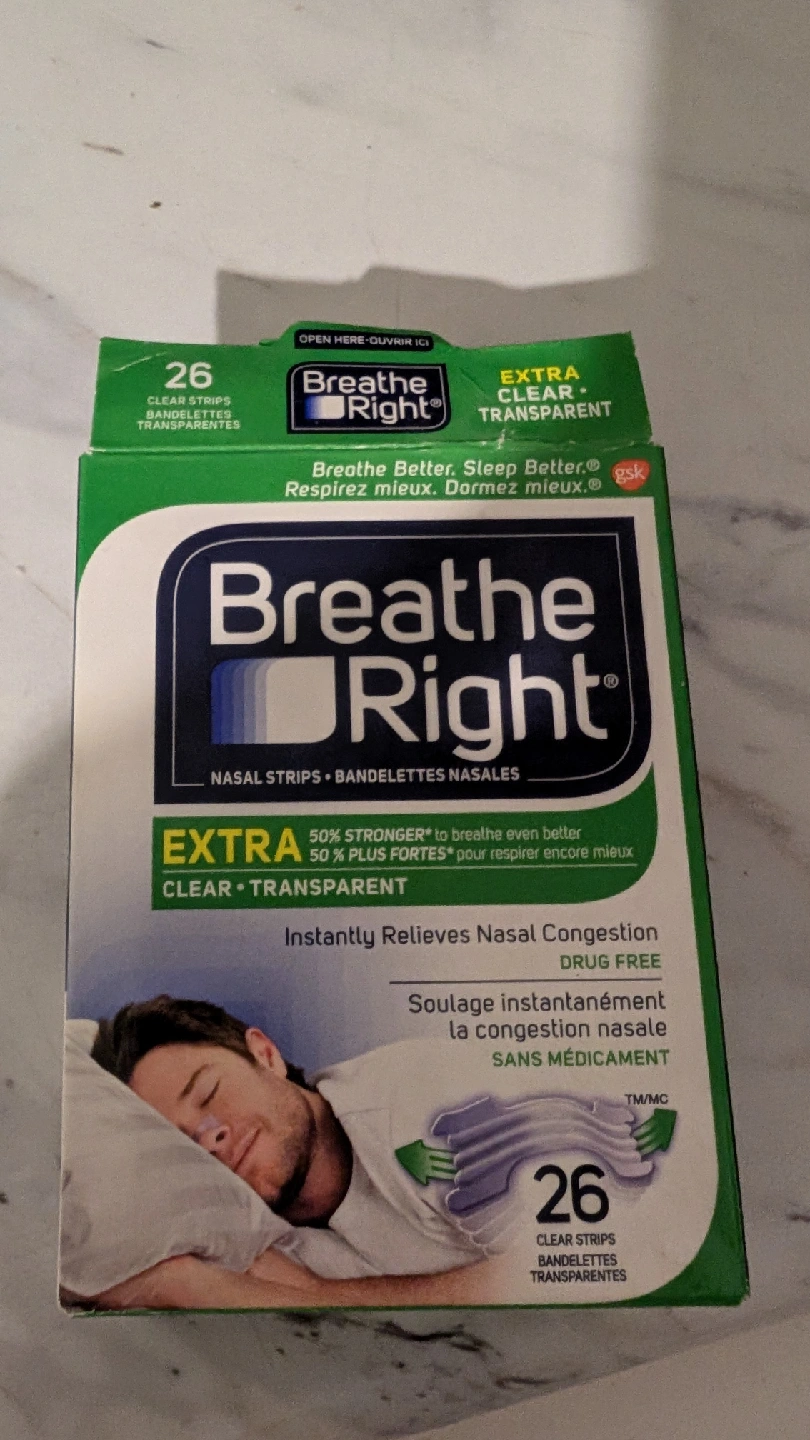 OPEN HERE-OUVRIR ICI
26
CLEAR STRIPS
BANDELETTES
TRANSPARENTES
Breathe
Right®
EXTRA
CLEAR •
TRANSPARENT
Breathe Better. Sleep Better.®
Respirez mieux. Dormez mieux.®
gsk
Breathe
Right®
NASAL STRIPS • BANDELETTES NASALES
EXTRA
50% STRONGER* to breathe even better
50 % PLUS FORTES* pour respirer encore mieux
CLEAR • TRANSPARENT
Instantly Relieves Nasal Congestion
DRUG FREE
Soulage instantanément
la congestion nasale
SANS MÉDICAMENT
TM/MC
26
CLEAR STRIPS
BANDELETTES
TRANSPARENTES